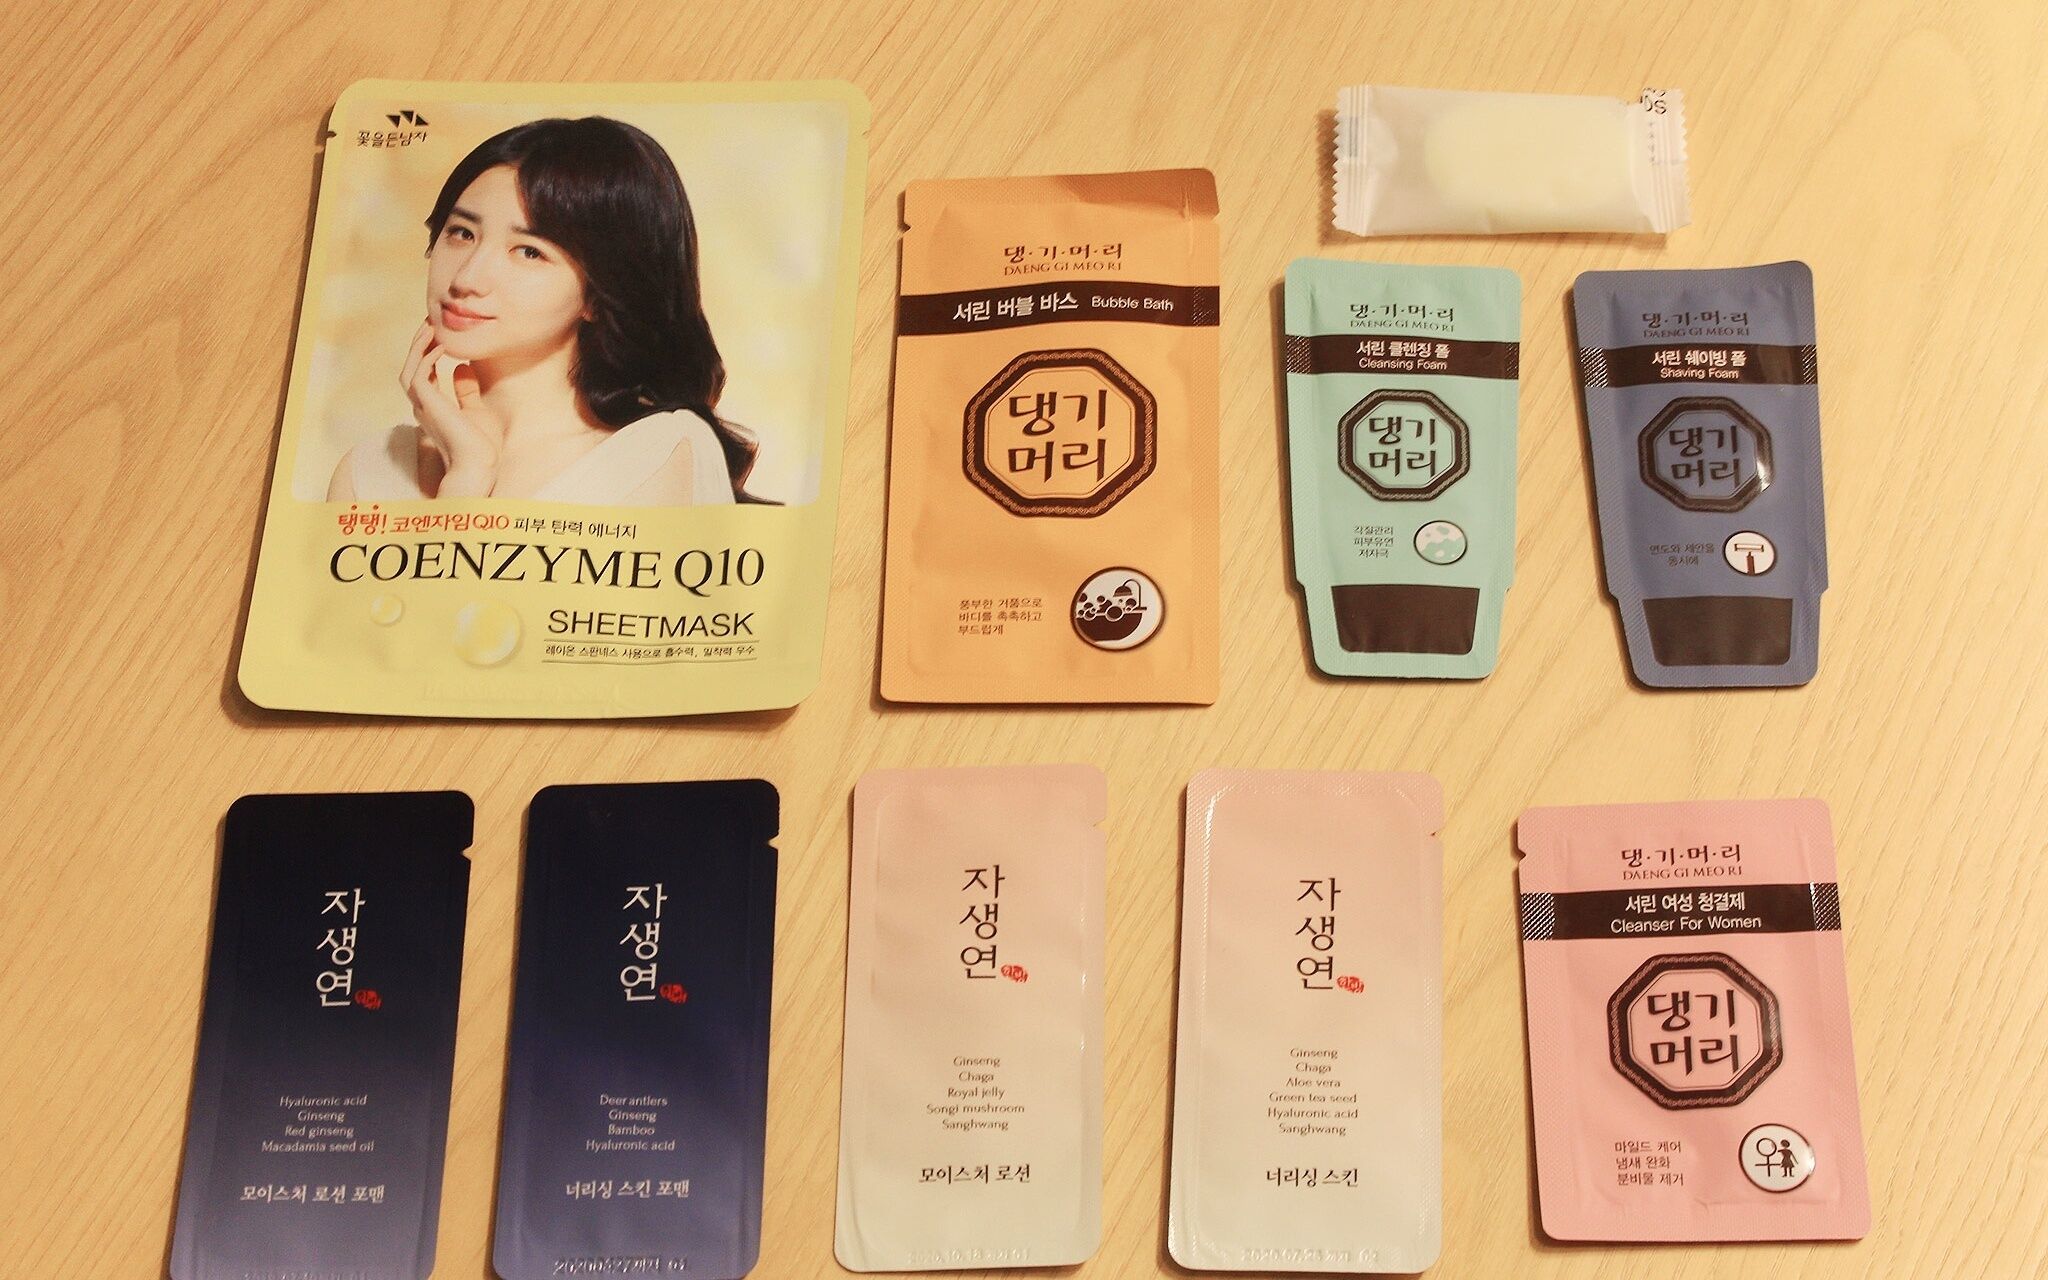 꽃을든남자
탱탱! 코엔자임Q10 피부 탄력 에너지
COENZYME Q10
SHEETMASK
레이온 스판네스 사용으로 흡수력, 밀착력 우수
댕·기·머·리
DAENG GI MEO RI
서린 버블 바스 Bubble Bath
댕기
머리
풍부한 거품으로
바디를 촉촉하고
부드럽게
댕·기·머·리
DAENG GI MEO RI
서린 클렌징 폼
Cleansing Foam
댕기
머리
각질관리
피부유연
저자극
댕·기·머·리
DAENG GI MEO RI
서린 쉐이빙 폼
Shaving Foam
댕기
머리
면도와 세안을
동시에
자생연
Hyaluronic acid
Ginseng
Red ginseng
Macadamia seed oil
모이스처 로션 포맨
자생연
Deer antlers
Ginseng
Bamboo
Hyaluronic acid
너리싱 스킨 포맨
자생연
Ginseng
Chaga
Royal jelly
Songi mushroom
Sanghwang
모이스처 로션
자생연
Ginseng
Chaga
Aloe vera
Green tea seed
Hyaluronic acid
Sanghwang
너리싱 스킨
댕·기·머·리
DAENG GI MEO RI
서린 여성 청결제
Cleanser For Women
댕기
머리
마일드 케어
냄새 완화
분비물 제거